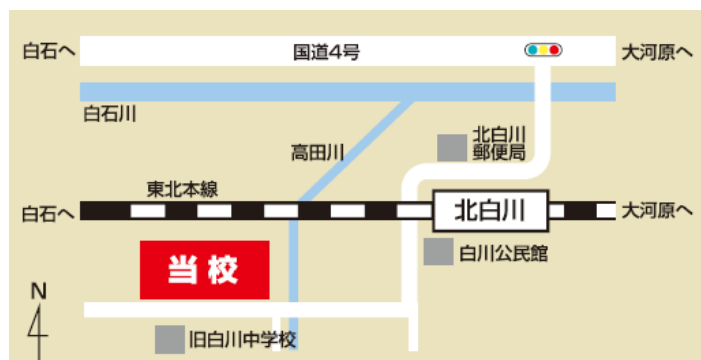 白石へ
国道4号
大河原へ
白石川
高田川
北白川
郵便局
東北本線
白石へ
北白川
大河原へ
当校
白川公民館
N
旧白川中学校